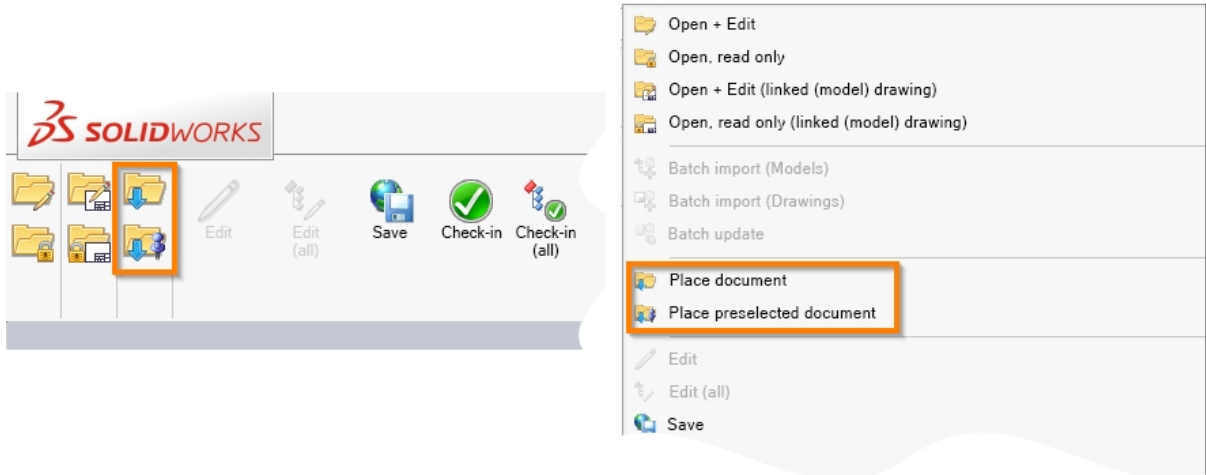 SOLIDWORKS
Edit
Edit
(all)
Save
Check-in
Check-in
(all)
Open + Edit
Open, read only
Open + Edit (linked (model) drawing)
Open, read only (linked (model) drawing)
Batch import (Models)
Batch import (Drawings)
Batch update
Place document
Place preselected document
Edit
Edit (all)
Save